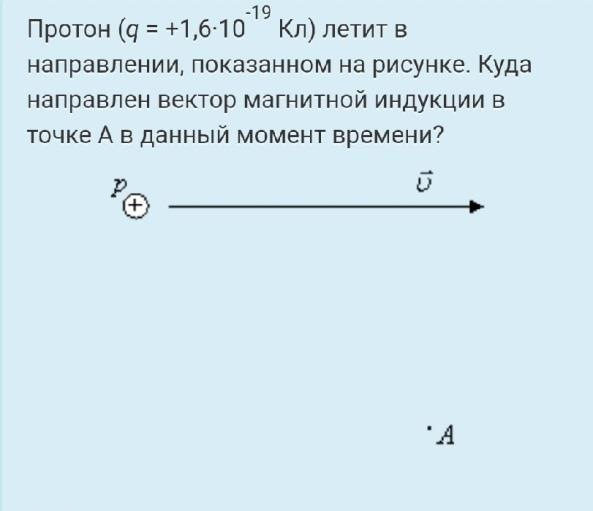 Протон (q = +1,6·10⁻¹⁹ Кл) летит в
направлении, показанном на рисунке. Куда
направлен вектор магнитной индукции в
точке А в данный момент времени?
p
+
υ⃗
A